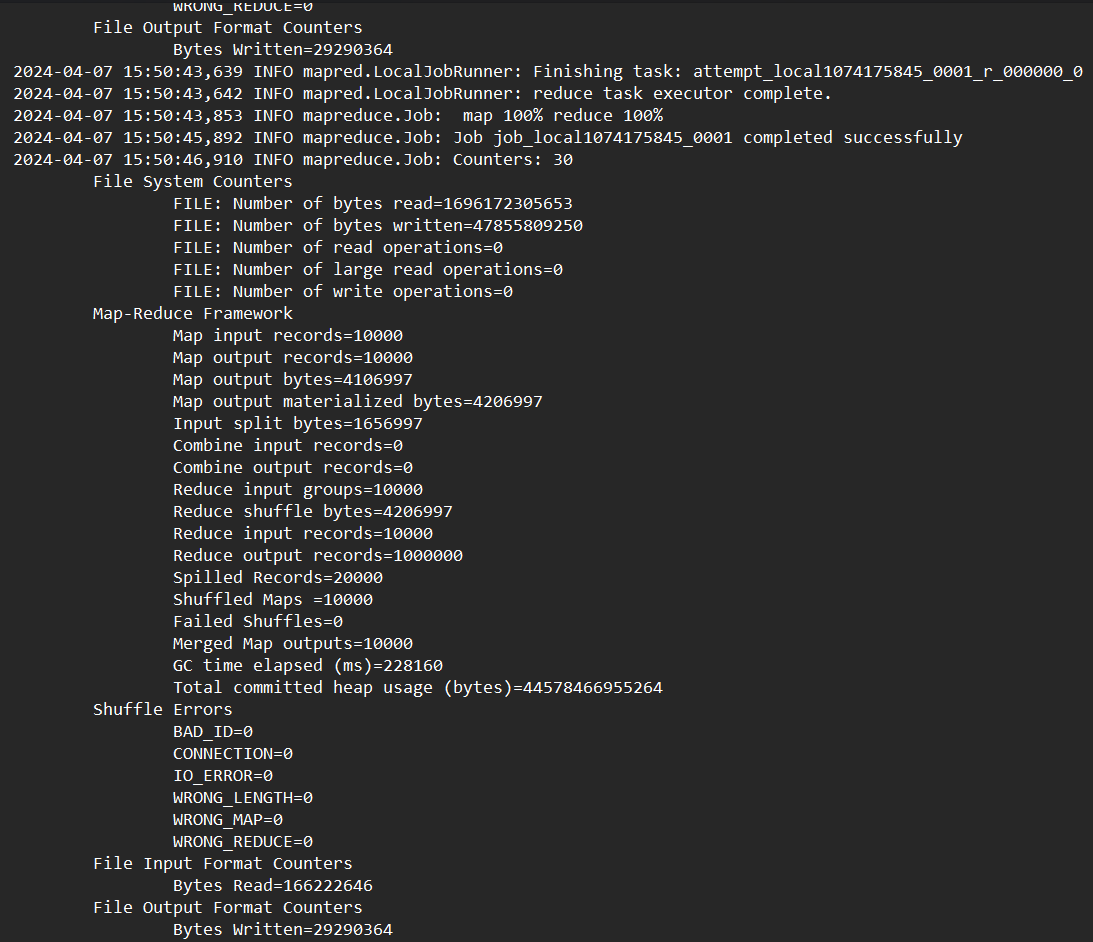 WRONG_REDUCE=0
File Output Format Counters
Bytes Written=29290364
2024-04-07 15:50:43,639 INFO mapred.LocalJobRunner: Finishing task: attempt_local1074175845_0001_r_000000_0
2024-04-07 15:50:43,642 INFO mapred.LocalJobRunner: reduce task executor complete.
2024-04-07 15:50:43,853 INFO mapreduce.Job:  map 100% reduce 100%
2024-04-07 15:50:45,892 INFO mapreduce.Job: Job job_local1074175845_0001 completed successfully
2024-04-07 15:50:46,910 INFO mapreduce.Job: Counters: 30
File System Counters
FILE: Number of bytes read=1696172305653
FILE: Number of bytes written=47855809250
FILE: Number of read operations=0
FILE: Number of large read operations=0
FILE: Number of write operations=0
Map-Reduce Framework
Map input records=10000
Map output records=10000
Map output bytes=4106997
Map output materialized bytes=4206997
Input split bytes=1656997
Combine input records=0
Combine output records=0
Reduce input groups=10000
Reduce shuffle bytes=4206997
Reduce input records=10000
Reduce output records=1000000
Spilled Records=20000
Shuffled Maps =10000
Failed Shuffles=0
Merged Map outputs=10000
GC time elapsed (ms)=228160
Total committed heap usage (bytes)=44578466955264
Shuffle Errors
BAD_ID=0
CONNECTION=0
IO_ERROR=0
WRONG_LENGTH=0
WRONG_MAP=0
WRONG_REDUCE=0
File Input Format Counters
Bytes Read=166222646
File Output Format Counters
Bytes Written=29290364